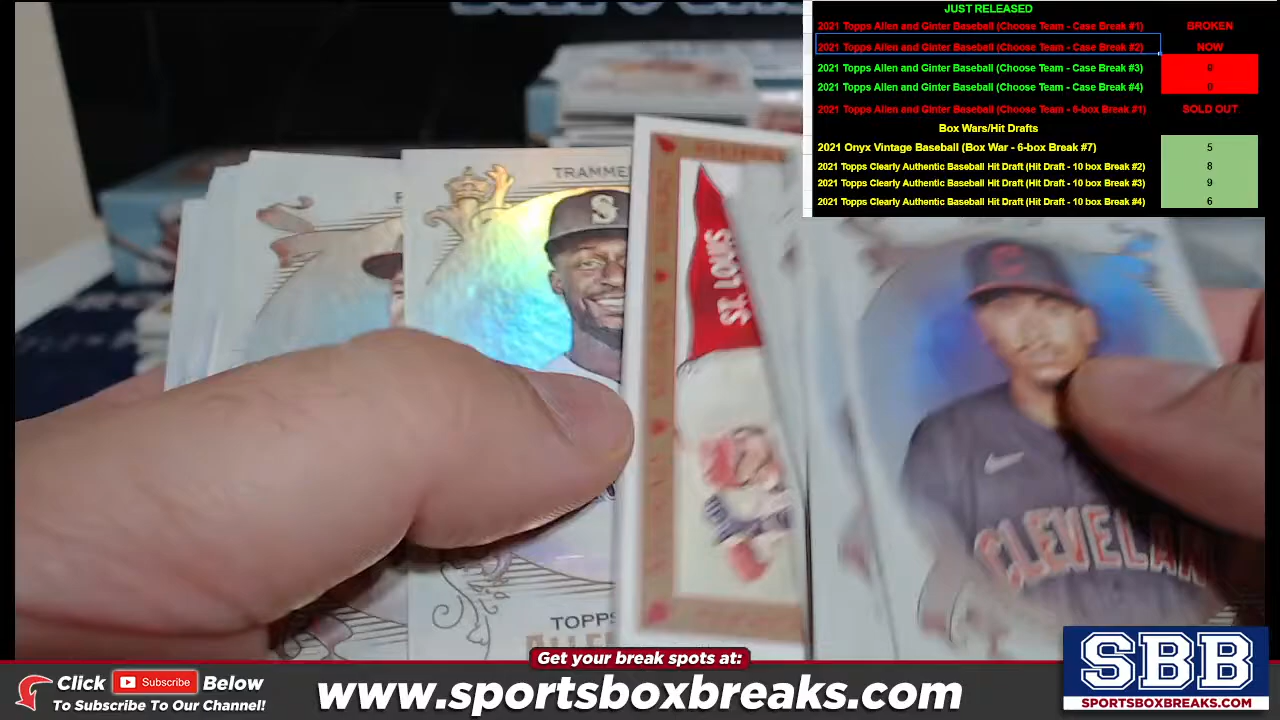 JUST RELEASED
2021 Topps Allen and Ginter Baseball (Choose Team - Case Break #1) BROKEN
2021 Topps Allen and Ginter Baseball (Choose Team - Case Break #2) NOW
2021 Topps Allen and Ginter Baseball (Choose Team - Case Break #3) 0
2021 Topps Allen and Ginter Baseball (Choose Team - Case Break #4) 0
2021 Topps Allen and Ginter Baseball (Choose Team - 6-box Break #1) SOLD OUT
Box Wars/Hit Drafts
2021 Onyx Vintage Baseball (Box War - 6-box Break #7) 5
2021 Topps Clearly Authentic Baseball Hit Draft (Hit Draft - 10 box Break #2) 8
2021 Topps Clearly Authentic Baseball Hit Draft (Hit Draft - 10 box Break #3) 9
2021 Topps Clearly Authentic Baseball Hit Draft (Hit Draft - 10 box Break #4) 6
TRAMME
S
ST. LOUIS
C
CLEVELAN
TOPPS
Get your break spots at:
Click Subscribe Below
To Subscribe To Our Channel!
www.sportsboxbreaks.com
SBB
SPORTSBOXBREAKS.COM